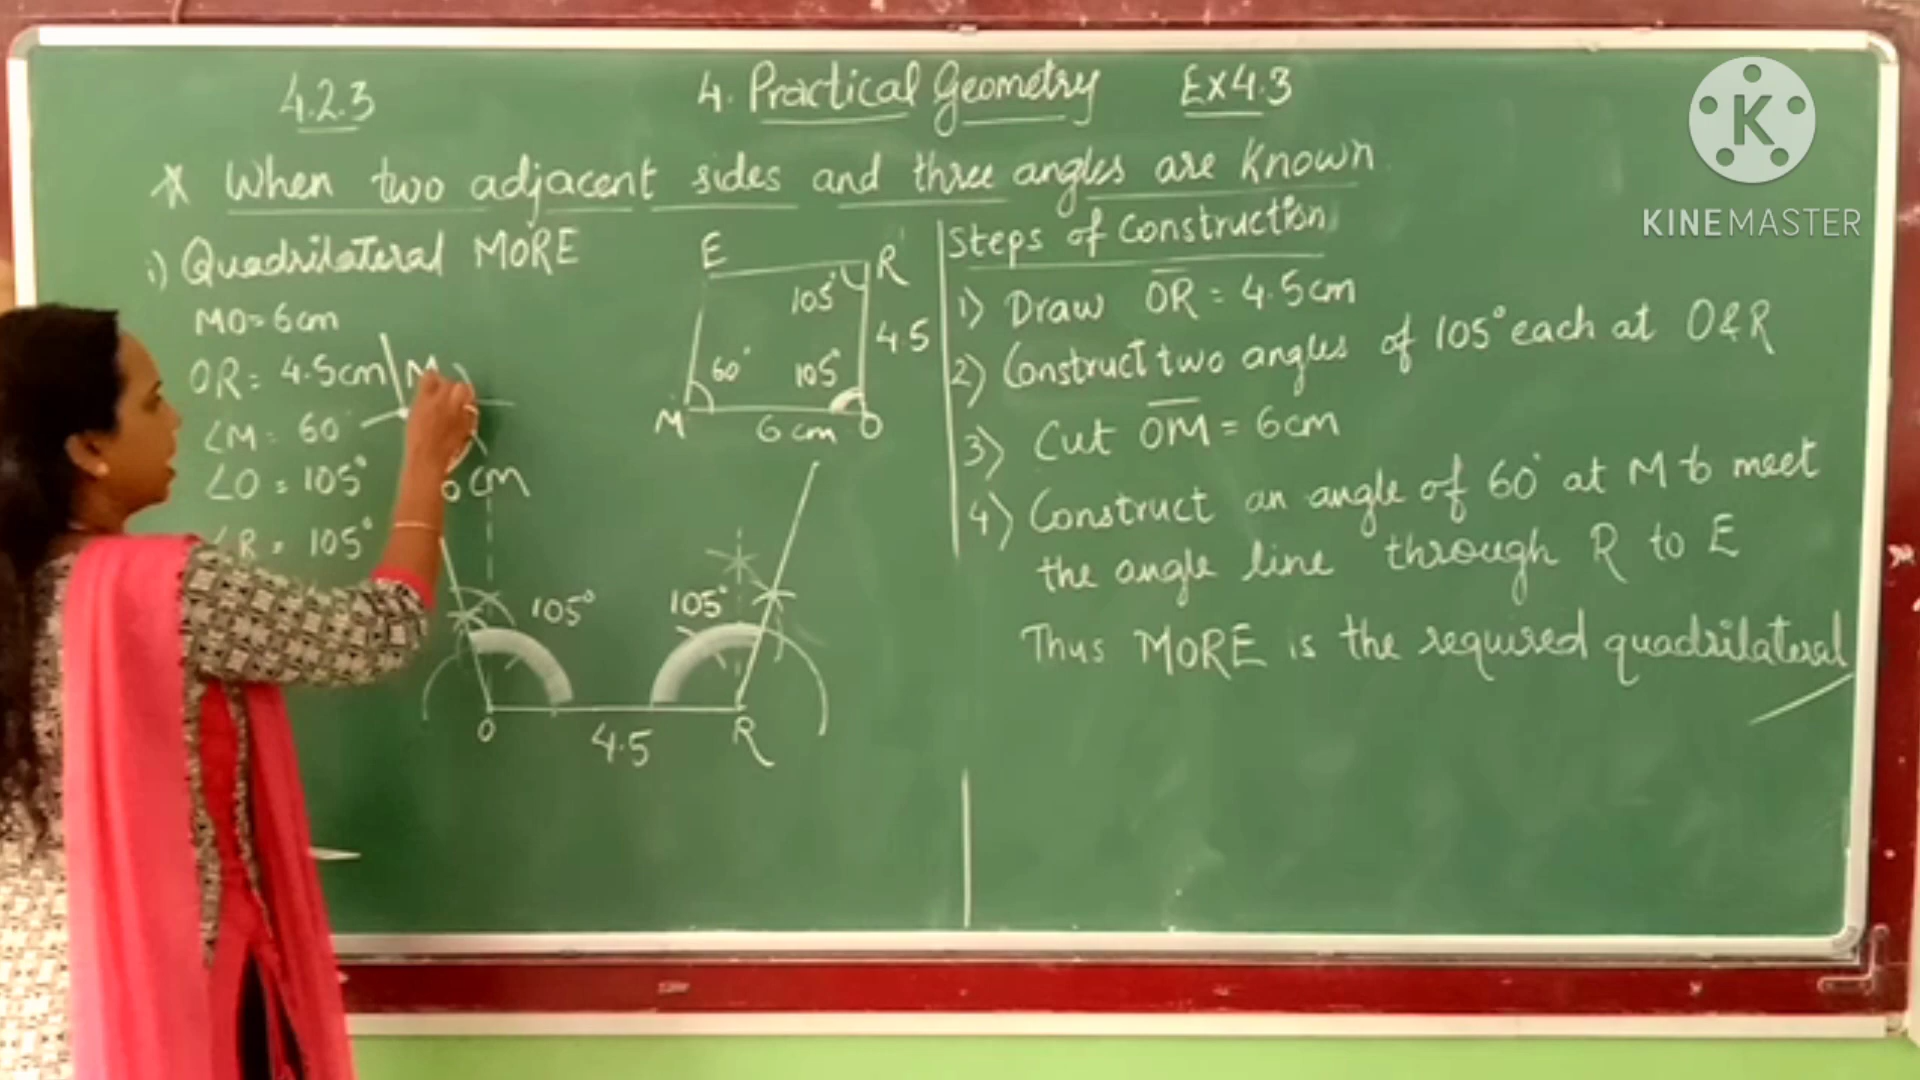 4.2.3
4. Practical Geometry Ex 4.3
* When two adjacent sides and three angles are known
i) Quadrilateral MORE
MO = 6cm
OR = 4.5cm
∠M = 60°
∠O = 105°
∠R = 105°
E R
105°
4.5
60° 105°
M 6 cm O
M
cm
105° 105°
O 4.5 R
Steps of Construction
1) Draw OR = 4.5cm
2) Construct two angles of 105° each at O & R
3) Cut OM = 6cm
4) Construct an angle of 60° at M to meet
the angle line through R to E
Thus MORE is the required quadrilateral
K
KINEMASTER